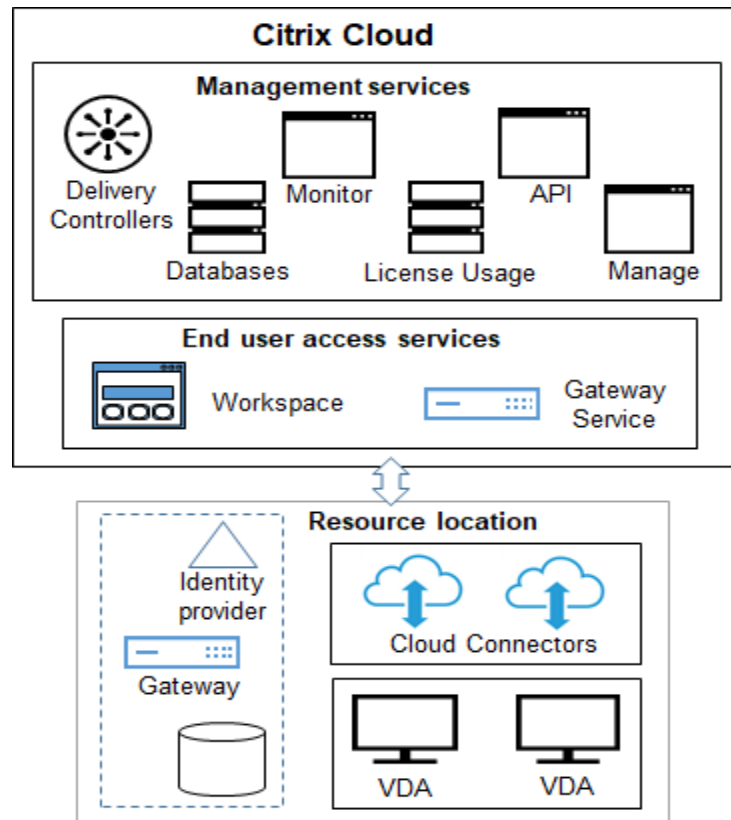 Citrix Cloud
Management services
Delivery
Controllers
Monitor
API
Databases
License Usage
Manage
End user access services
Workspace
Gateway
Service
Resource location
Identity
provider
Gateway
Cloud Connectors
VDA
VDA